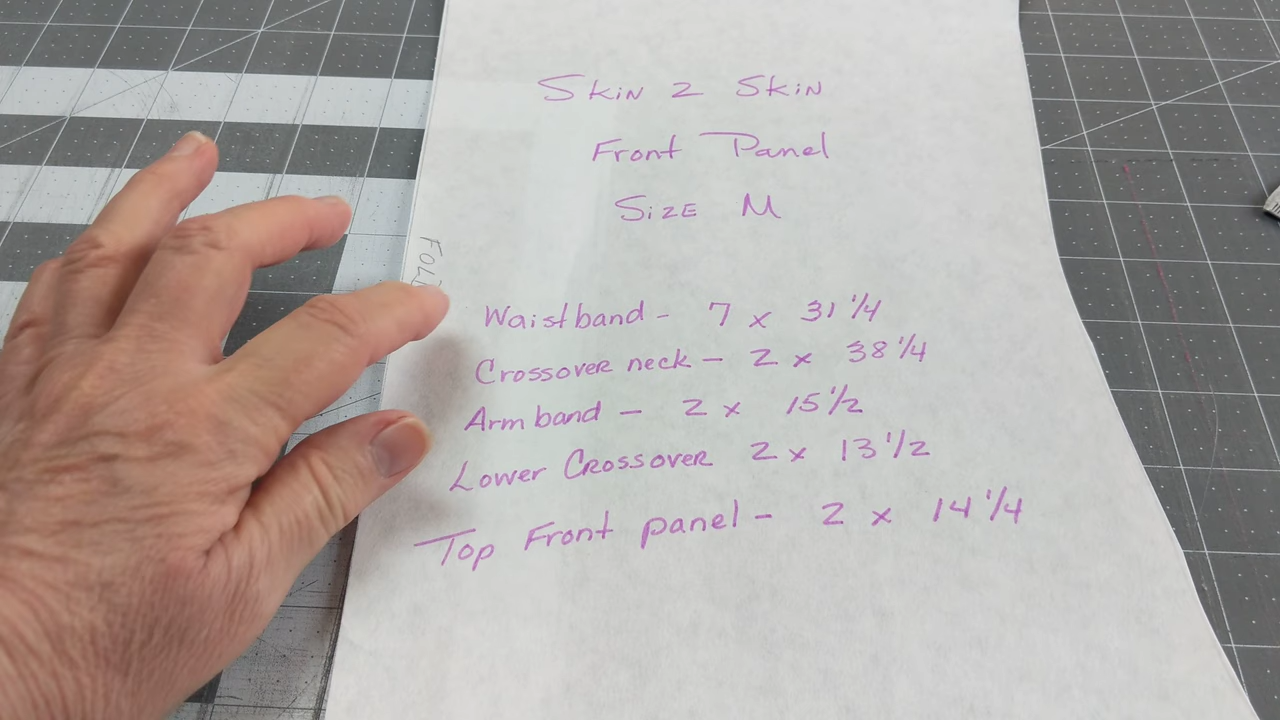 Skin 2 Skin
Front Panel
Size M
Waistband - 7 x 31 1/4
Crossover neck - 2 x 38 1/4
Arm band - 2 x 15 1/2
Lower Crossover 2 x 13 1/2
Top Front panel - 2 x 14 1/4